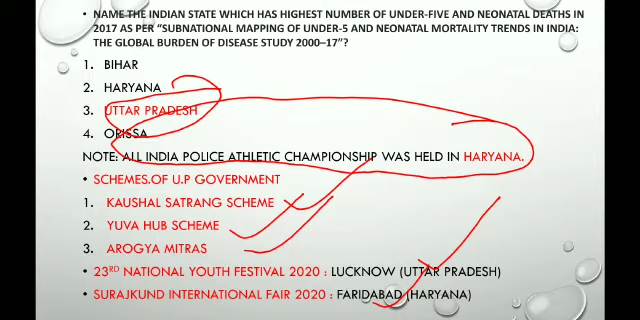 • NAME THE INDIAN STATE WHICH HAS HIGHEST NUMBER OF UNDER-FIVE AND NEONATAL DEATHS IN
2017 AS PER “SUBNATIONAL MAPPING OF UNDER-5 AND NEONATAL MORTALITY TRENDS IN INDIA:
THE GLOBAL BURDEN OF DISEASE STUDY 2000–17”?
1. BIHAR
2. HARYANA
3. UTTAR PRADESH
4. ORISSA
NOTE: ALL INDIA POLICE ATHLETIC CHAMPIONSHIP WAS HELD IN HARYANA.
• SCHEMES.OF U.P GOVERNMENT
1. KAUSHAL SATRANG SCHEME
2. YUVA HUB SCHEME
3. AROGYA MITRAS
• 23RD NATIONAL YOUTH FESTIVAL 2020 : LUCKNOW (UTTAR PRADESH)
• SURAJKUND INTERNATIONAL FAIR 2020 : FARIDABAD (HARYANA)